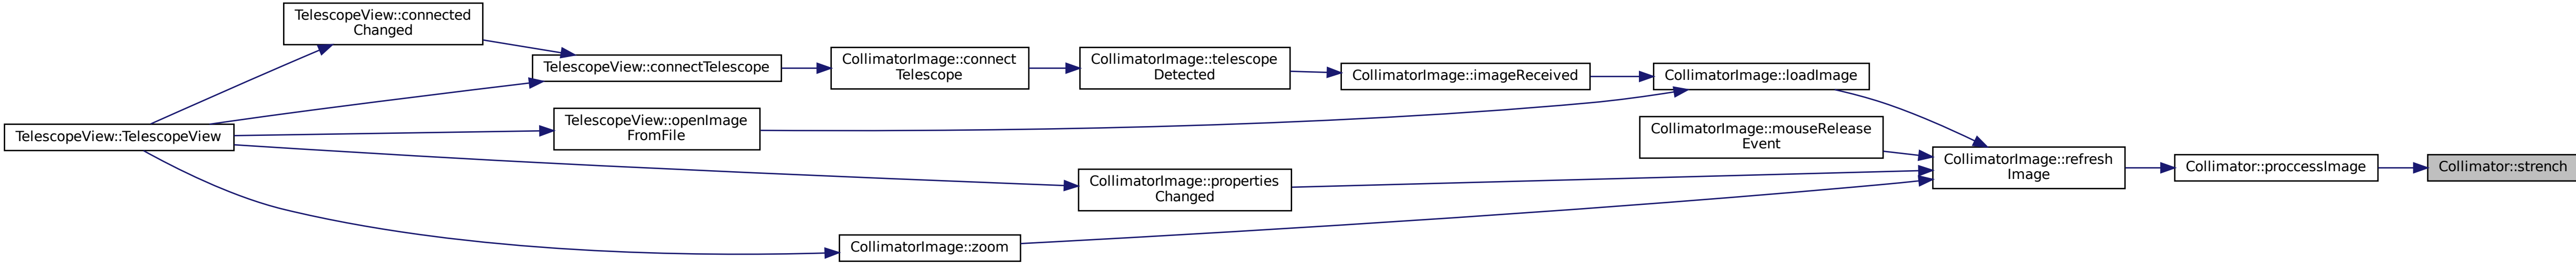 TelescopeView::TelescopeView
TelescopeView::connected
Changed
TelescopeView::connectTelescope
TelescopeView::openImage
FromFile
CollimatorImage::connect
Telescope
CollimatorImage::zoom
CollimatorImage::telescope
Detected
CollimatorImage::properties
Changed
CollimatorImage::imageReceived
CollimatorImage::loadImage
CollimatorImage::mouseRelease
Event
CollimatorImage::refresh
Image
Collimator::proccessImage
Collimator::strench